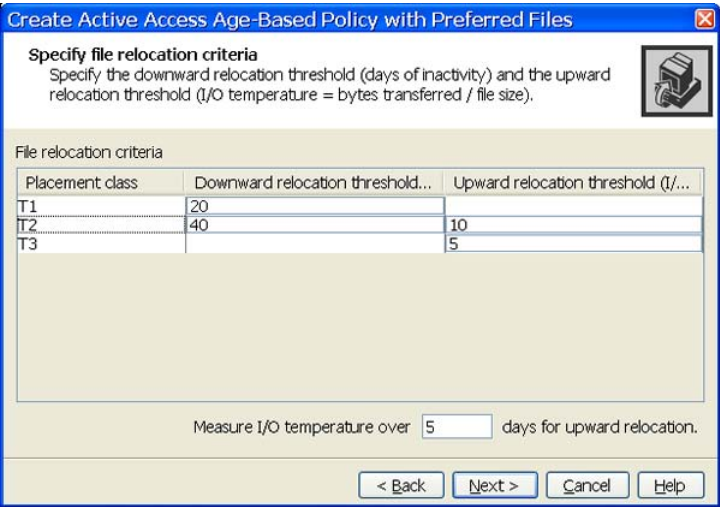 Create Active Access Age-Based Policy with Preferred Files
Specify file relocation criteria
Specify the downward relocation threshold (days of inactivity) and the upward
relocation threshold (I/O temperature = bytes transferred / file size).
File relocation criteria
Placement class Downward relocation threshold... Upward relocation threshold (I/...
T1 20
T2 40 10
T3 5
Measure I/O temperature over 5 days for upward relocation.
< Back Next > Cancel Help